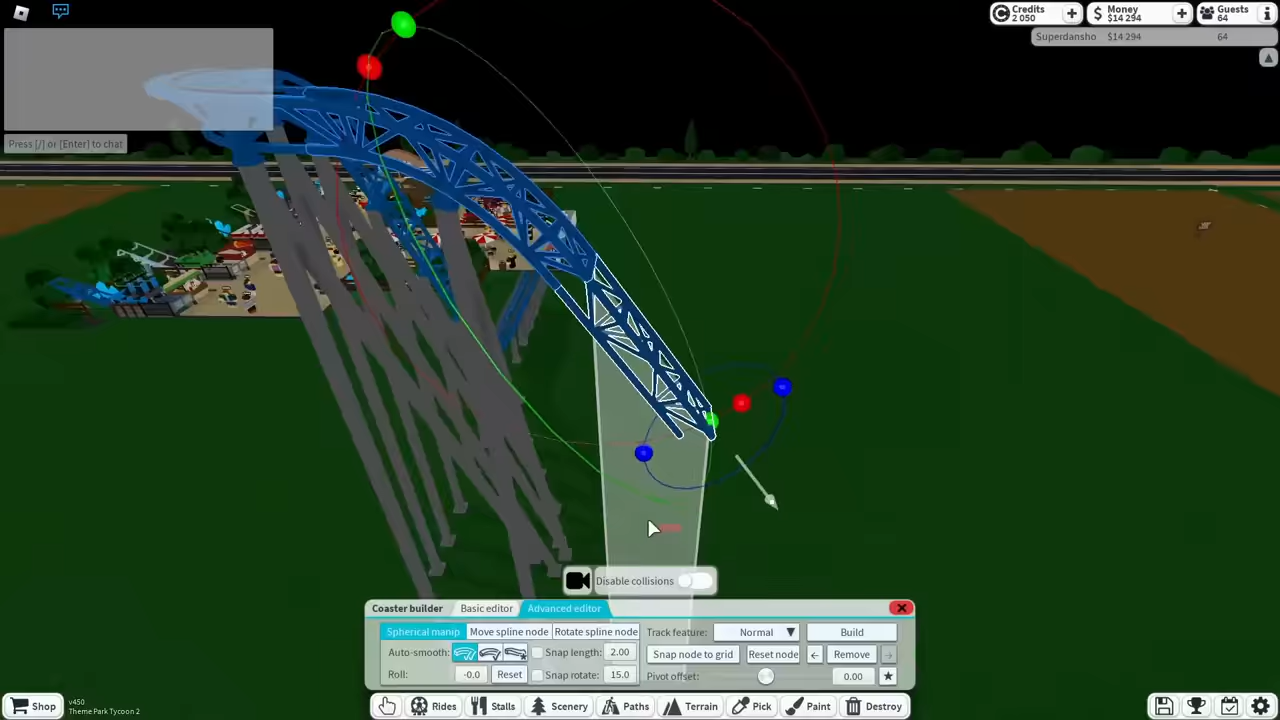 Credits
2 050
+
$ Money
$14 294
+
Guests
64
Superdansho $14 294 64
Press [/] or [Enter] to chat
Disable collisions
Coaster builder Basic editor Advanced editor X
Spherical manip Move spline node Rotate spline node Track feature: Normal ▼ Build
Auto-smooth: Snap length: 2.00 Snap node to grid Reset node ← Remove →
Roll: -0.0 Reset Snap rotate: 15.0 Pivot offset: 0.00 ★
Shop
v450
Theme Park Tycoon 2
Rides Stalls Scenery Paths Terrain Pick Paint Destroy